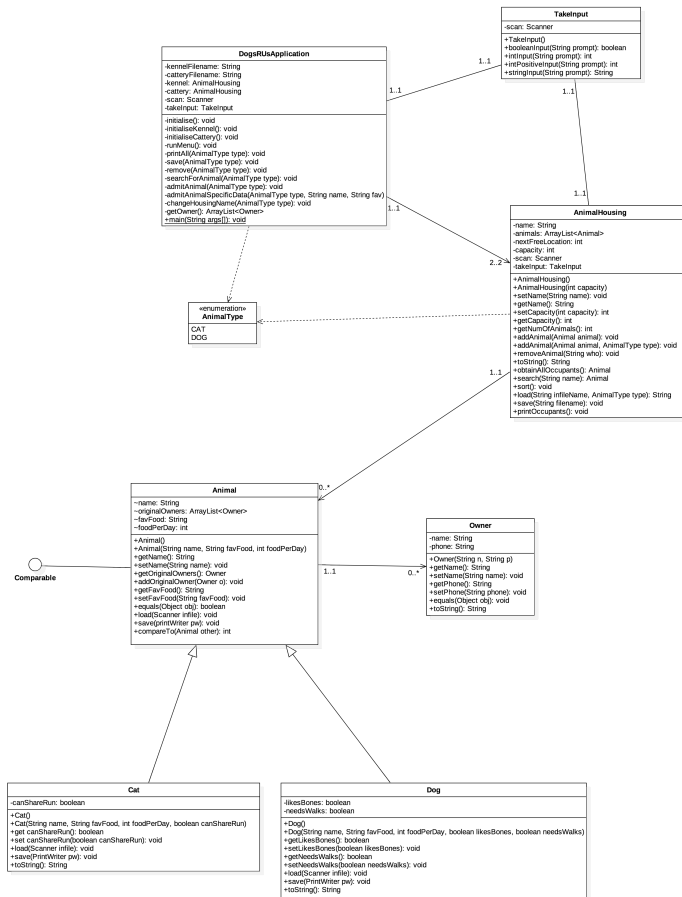 TakeInput
-scan: Scanner
+TakeInput()
+booleanInput(String prompt): boolean
+intInput(String prompt): int
+intPositiveInput(String prompt): int
+stringInput(String prompt): String
DogsRUsApplication
-kennelFilename: String
-catteryFilename: String
-kennel: AnimalHousing
-cattery: AnimalHousing
-scan: Scanner
-takeInput: TakeInput
-initialise(): void
-initialiseKennel(): void
-initialiseCattery(): void
-runMenu(): void
-printAll(AnimalType type): void
-save(AnimalType type): void
-remove(AnimalType type): void
-searchForAnimal(AnimalType type): void
-admitAnimal(AnimalType type): void
-admitAnimalSpecificData(AnimalType type, String name, String fav)
-changeHousingName(AnimalType type): void
-getOwner(): ArrayList<Owner>
+main(String args[]): void
1..1
1..1
1..1
1..1
1..1
2..2
AnimalHousing
-name: String
-animals: ArrayList<Animal>
-nextFreeLocation: int
-capacity: int
-scan: Scanner
-takeInput: TakeInput
+AnimalHousing()
+AnimalHousing(int capacity)
+setName(String name): void
+getName(): String
+setCapacity(int capacity): int
+getCapacity(): int
+getNumOfAnimals(): int
+addAnimal(Animal animal): void
+addAnimal(Animal animal, AnimalType type): void
+removeAnimal(String who): void
+toString(): String
+obtainAllOccupants(): Animal
+search(String name): Animal
+sort(): void
+load(String infileName, AnimalType type): String
+save(String filename): void
+printOccupants(): void
«enumeration»
AnimalType
CAT
DOG
1..1
0..*
Animal
~name: String
~originalOwners: ArrayList<Owner>
~favFood: String
~foodPerDay: int
+Animal()
+Animal(String name, String favFood, int foodPerDay)
+getName(): String
+setName(String name): void
+getOriginalOwners(): Owner
+addOriginalOwner(Owner o): void
+getFavFood(): String
+setFavFood(String favFood): void
+equals(Object obj): boolean
+load(Scanner infile): void
+save(printWriter pw): void
+compareTo(Animal other): int
Comparable
1..1
0..*
Owner
-name: String
-phone: String
+Owner(String n, String p)
+getName(): String
+setName(String name): void
+getPhone(): String
+setPhone(String phone): void
+equals(Object obj): void
+toString(): String
Cat
-canShareRun: boolean
+Cat()
+Cat(String name, String favFood, int foodPerDay, boolean canShareRun)
+get canShareRun(): boolean
+set canShareRun(boolean canShareRun): void
+load(Scanner infile): void
+save(PrintWriter pw): void
+toString(): String
Dog
-likesBones: boolean
-needsWalks: boolean
+Dog()
+Dog(String name, String favFood, int foodPerDay, boolean likesBones, boolean needsWalks)
+getLikesBones(): boolean
+setLikesBones(boolean likesBones): void
+getNeedsWalks(): boolean
+setNeedsWalks(boolean needsWalks): void
+load(Scanner infile): void
+save(PrintWriter pw): void
+toString(): String